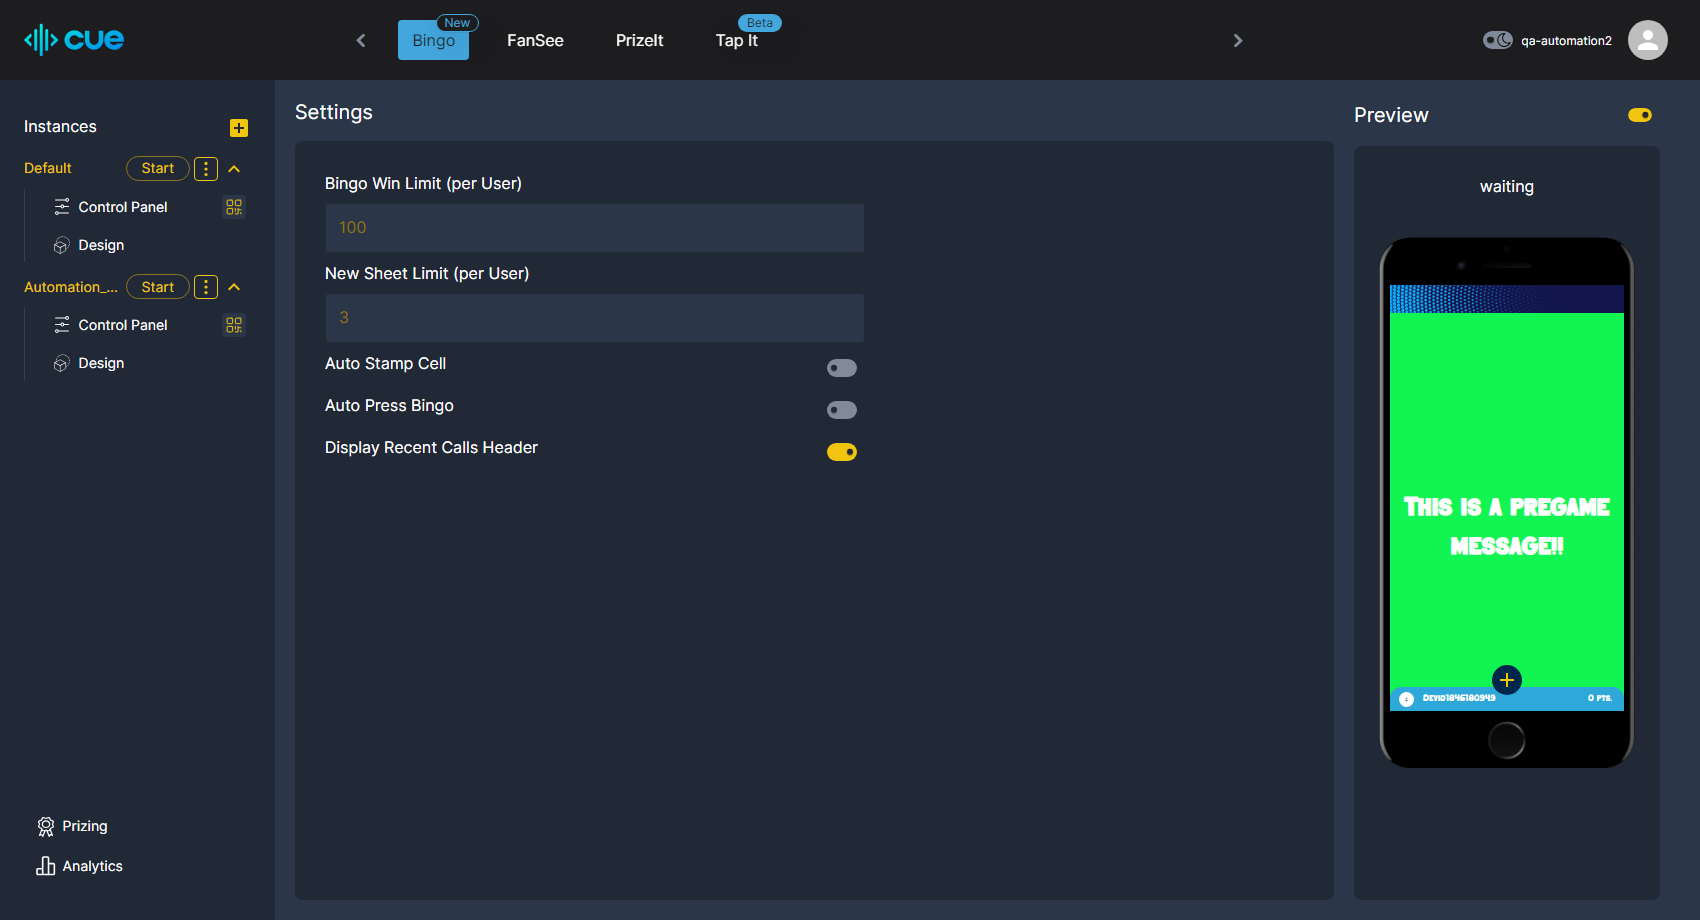 cue
Bingo
New
FanSee
PrizeIt
Tap It
Beta
qa-automation2
Instances
Default
Start
Control Panel
Design
Automation_...
Start
Control Panel
Design
Prizing
Analytics
Settings
Bingo Win Limit (per User)
100
New Sheet Limit (per User)
3
Auto Stamp Cell
Auto Press Bingo
Display Recent Calls Header
Preview
waiting
This is a pregame
message!!
Devid1846180949
0 pts.